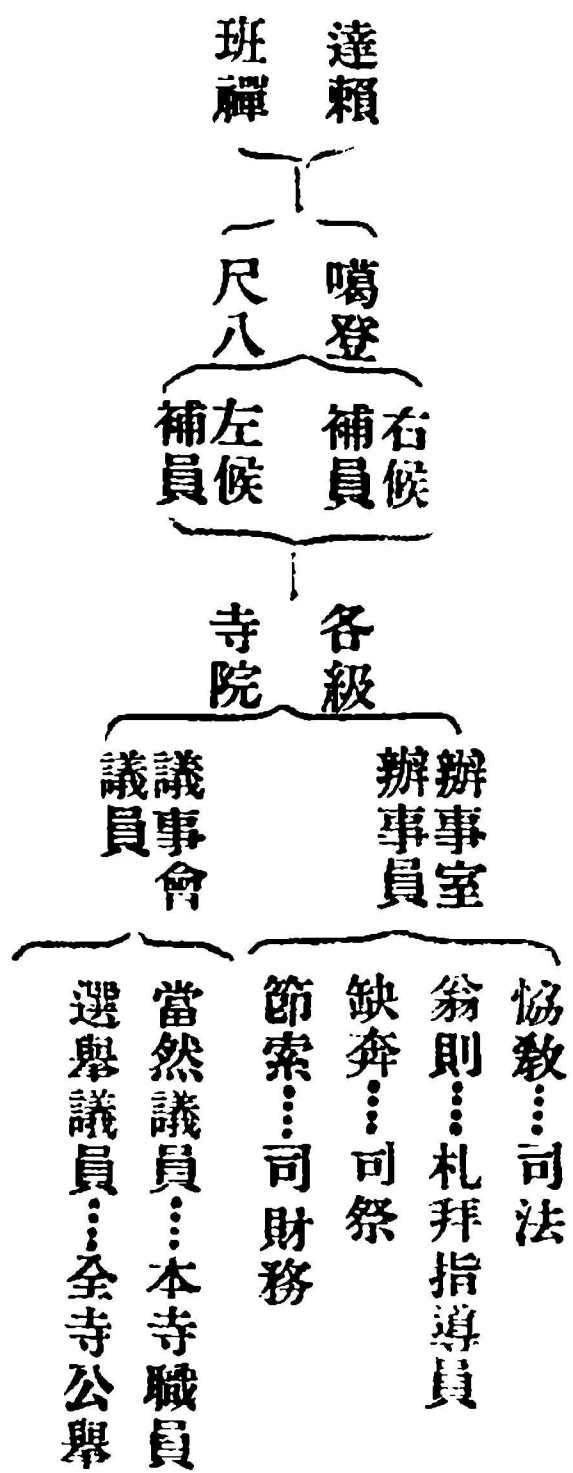 達賴
班禪
噶登
尺八
右候
補員
左候
補員
各級
寺院
辦事室
辦事員
議事會
議員
協敎⋯⋯司法
翁則⋯⋯札拜指導員
缺奔⋯⋯司祭
節索⋯⋯司財務
當然議員⋯⋯本寺職員
選舉議員⋯⋯全寺公舉